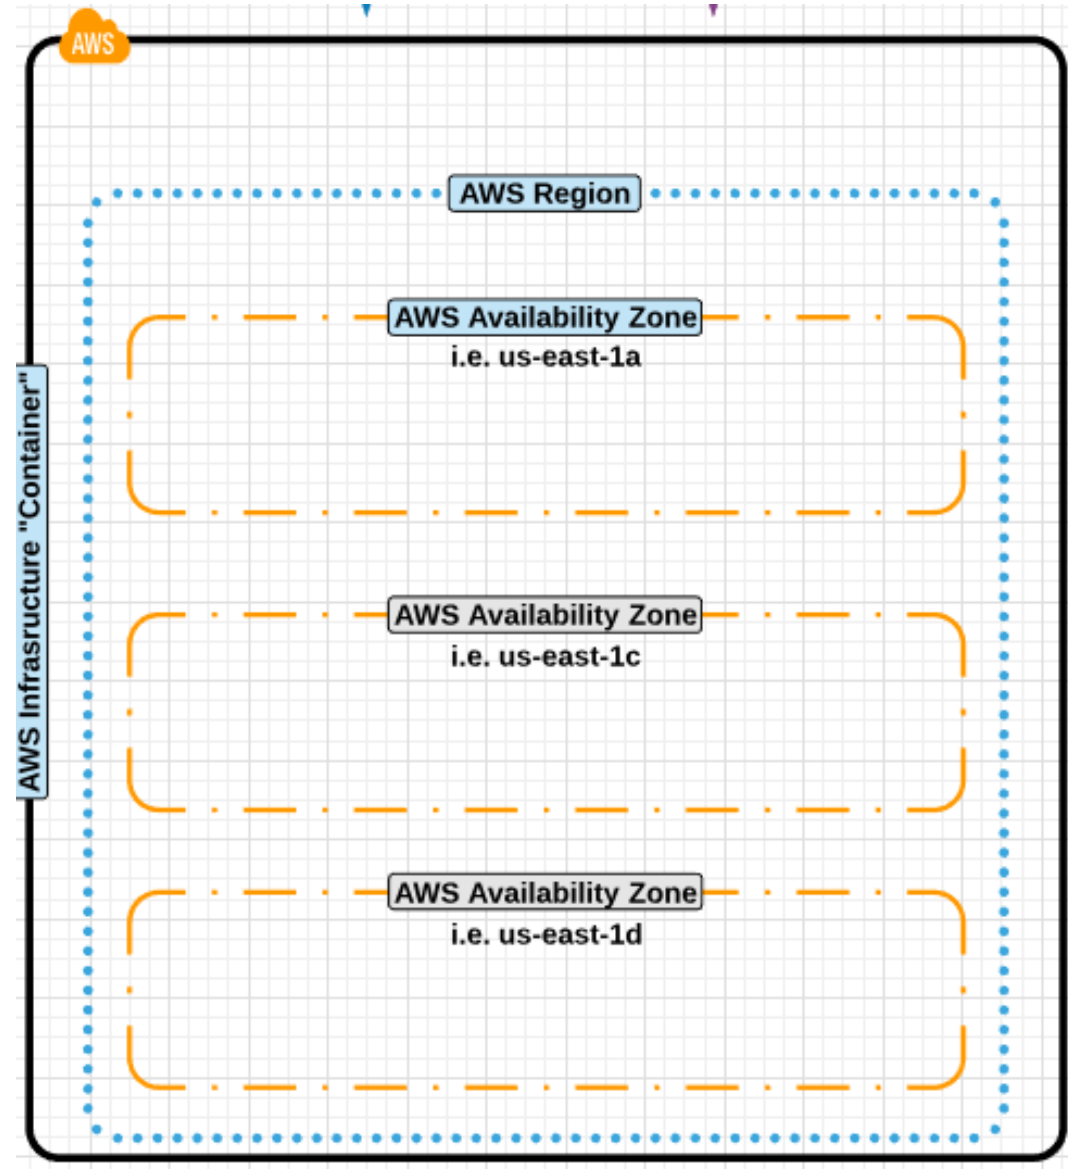 AWS
AWS Region
AWS Availability Zone
i.e. us-east-1a
AWS Infrasructure "Container"
AWS Availability Zone
i.e. us-east-1c
AWS Availability Zone
i.e. us-east-1d